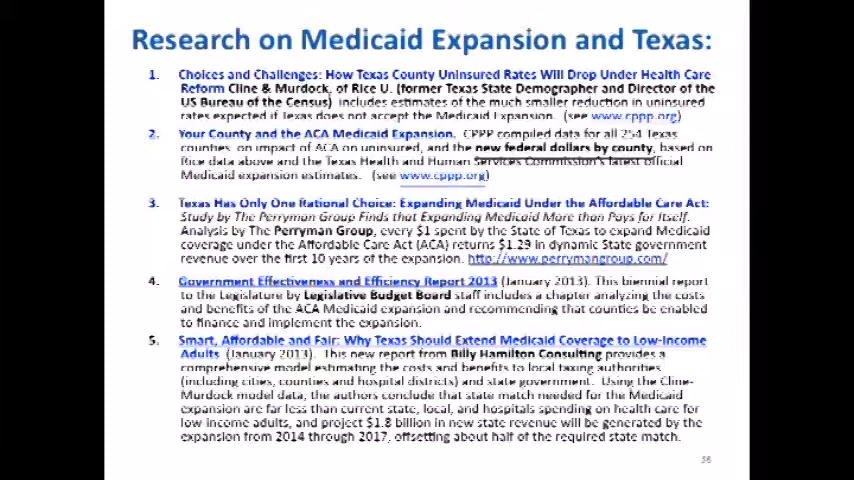 Research on Medicaid Expansion and Texas:
1. Choices and Challenges: How Texas County Uninsured Rates Will Drop Under Health Care
Reform Cline & Murdock, of Rice U. (former Texas State Demographer and Director of the
US Bureau of the Census) includes estimates of the much smaller reduction in uninsured
rates expected if Texas does not accept the Medicaid Expansion. (see www.cppp.org)
2. Your County and the ACA Medicaid Expansion. CPPP compiled data for all 254 Texas
counties on impact of ACA on uninsured, and the new federal dollars by county, based on
Rice data above and the Texas Health and Human Services Commission's latest official
Medicaid expansion estimates. (see www.cppp.org)
3. Texas Has Only One Rational Choice: Expanding Medicaid Under the Affordable Care Act:
Study by The Perryman Group Finds that Expanding Medicaid More than Pays for Itself.
Analysis by The Perryman Group, every $1 spent by the State of Texas to expand Medicaid
coverage under the Affordable Care Act (ACA) returns $1.29 in dynamic State government
revenue over the first 10 years of the expansion. http://www.perrymangroup.com/
4. Government Effectiveness and Efficiency Report 2013 (January 2013). This biennial report
to the Legislature by Legislative Budget Board staff includes a chapter analyzing the costs
and benefits of the ACA Medicaid expansion and recommending that counties be enabled
to finance and implement the expansion.
5. Smart, Affordable and Fair: Why Texas Should Extend Medicaid Coverage to Low-Income
Adults (January 2013). This new report from Billy Hamilton Consulting provides a
comprehensive model estimating the costs and benefits to local taxing authorities
(including cities, counties and hospital districts) and state government. Using the Cline-
Murdock model data, the authors conclude that state match needed for the Medicaid
expansion are far less than current state, local, and hospitals spending on health care for
low income adults, and project $1.8 billion in new state revenue will be generated by the
expansion from 2014 through 2017, offsetting about half of the required state match.